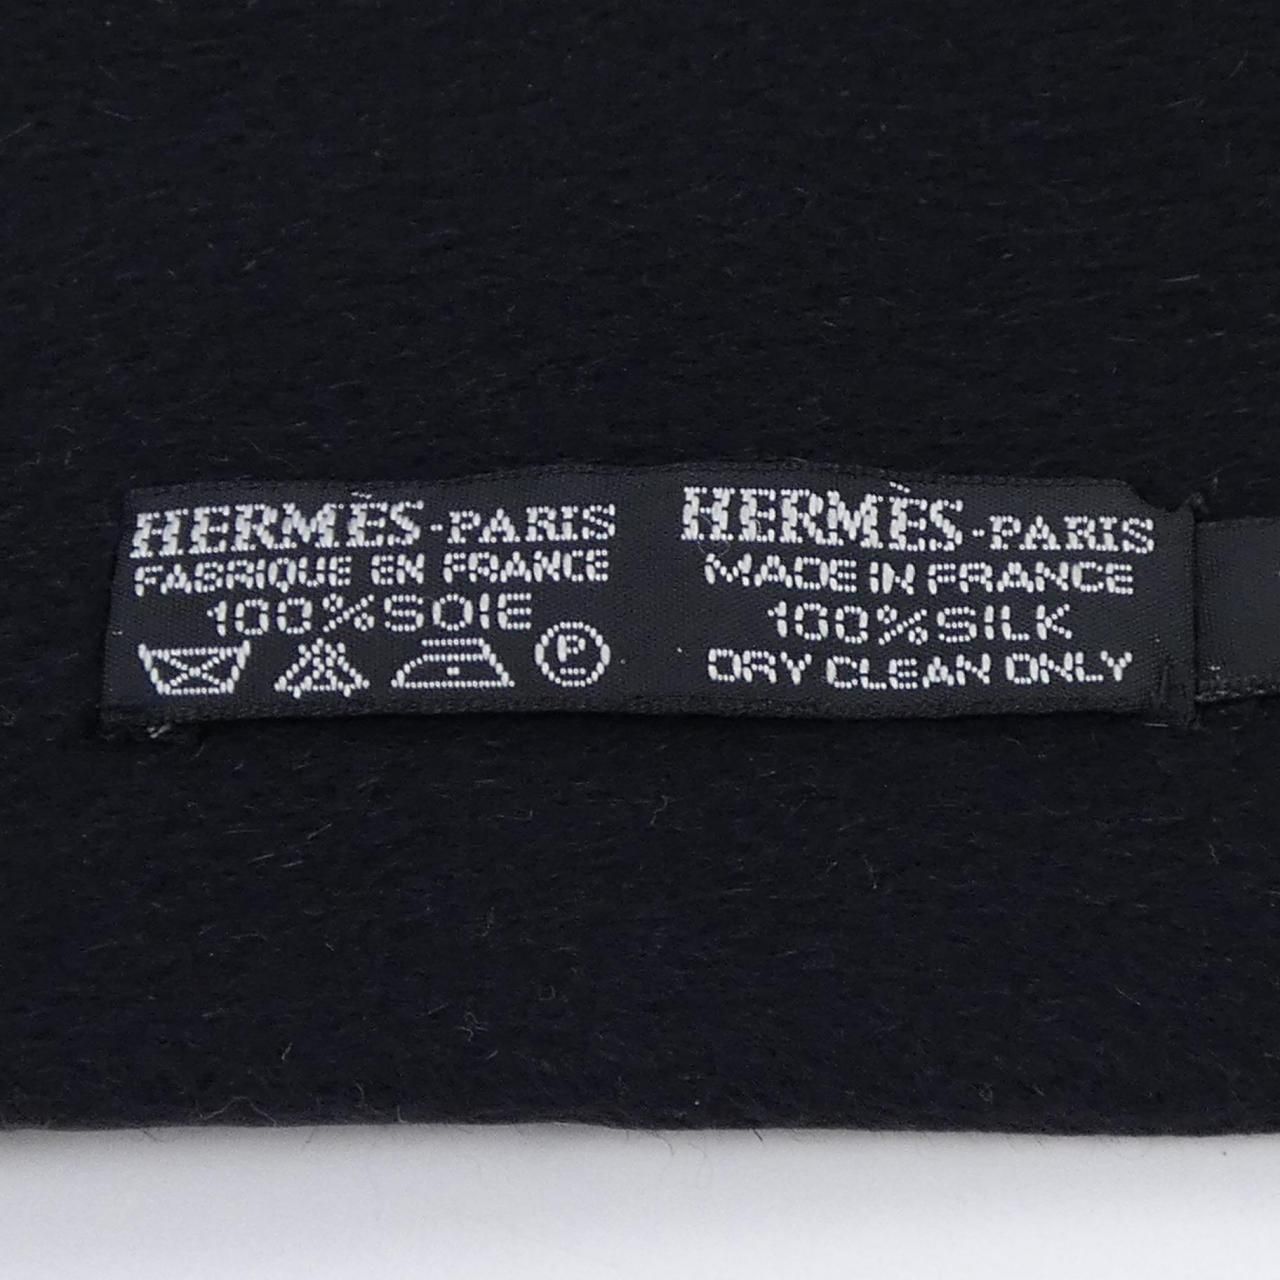 HERMÈS-PARIS
FABRIQUE EN FRANCE
100%SOIE
P
HERMÈS-PARIS
MADE IN FRANCE
100%SILK
DRY CLEAN ONLY